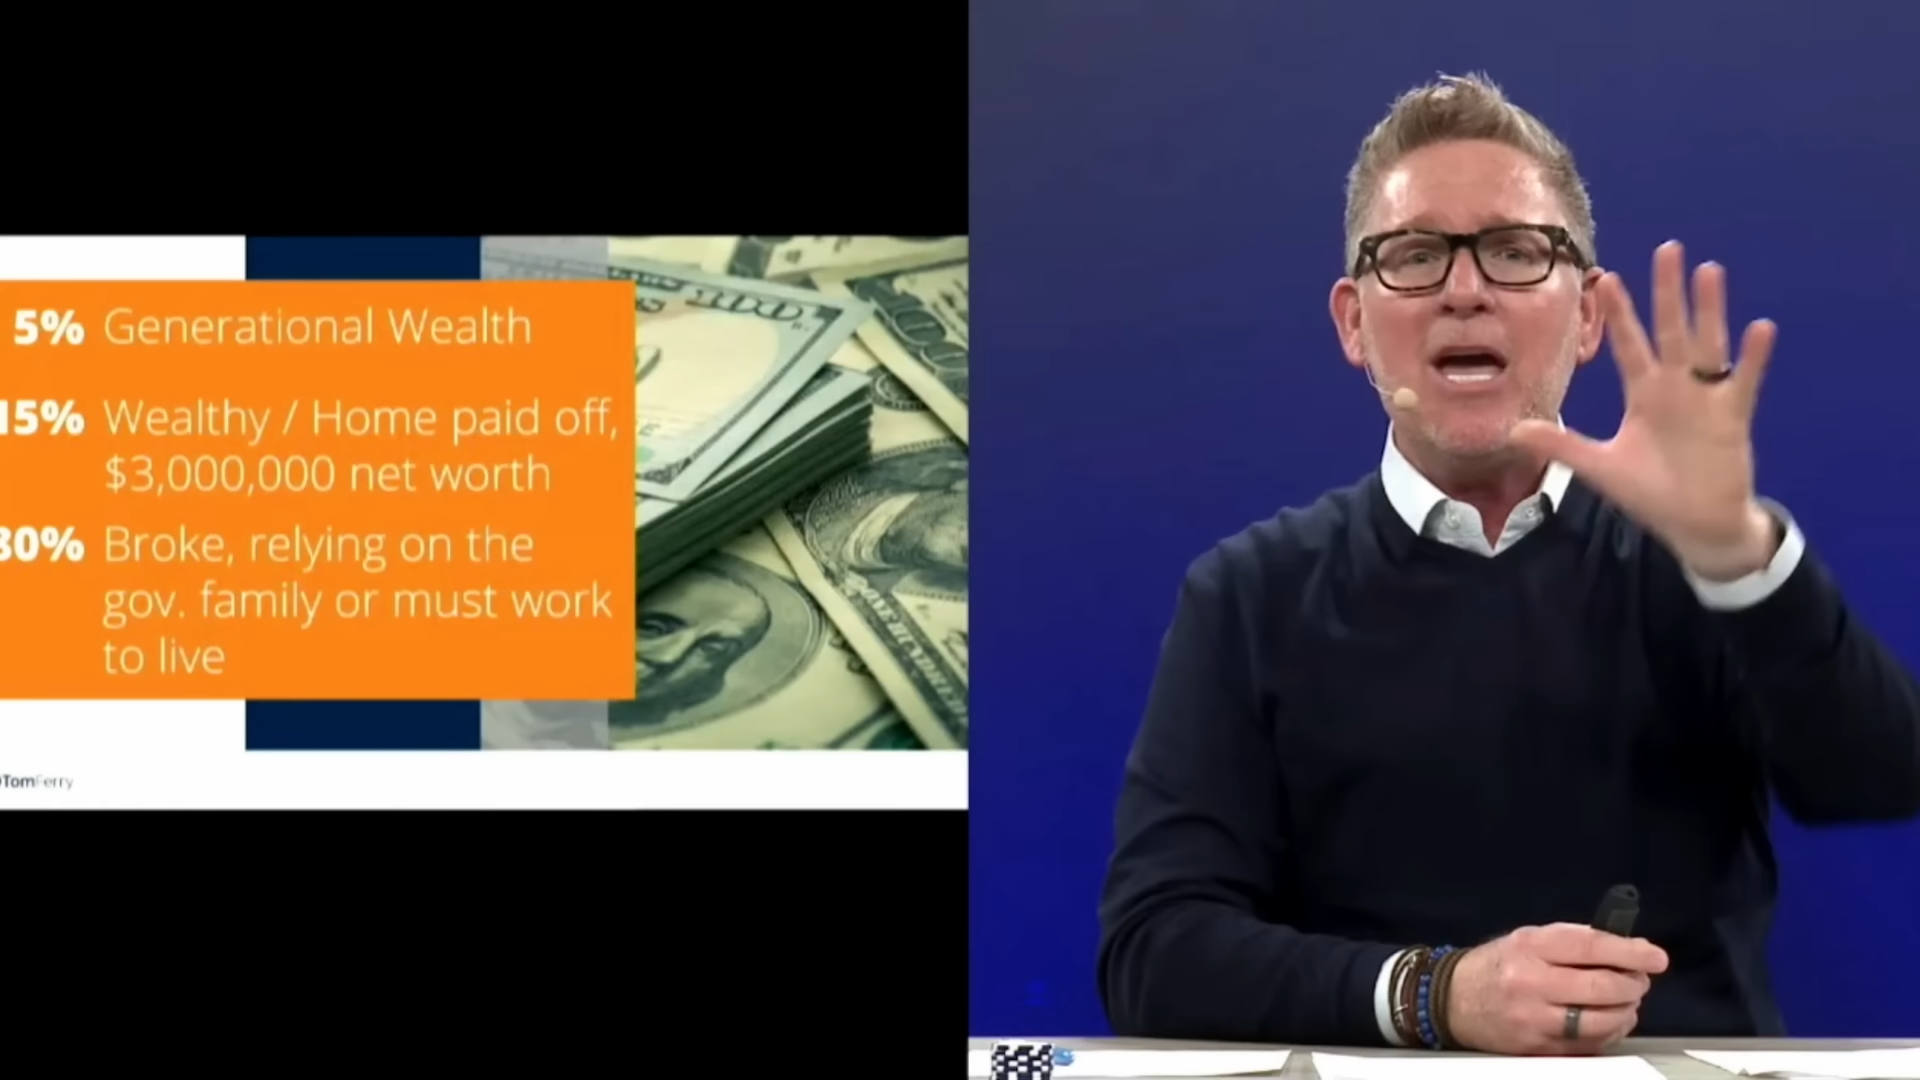 5% Generational Wealth
15% Wealthy / Home paid off,
$3,000,000 net worth
80% Broke, relying on the
gov. family or must work
to live
TomFerry